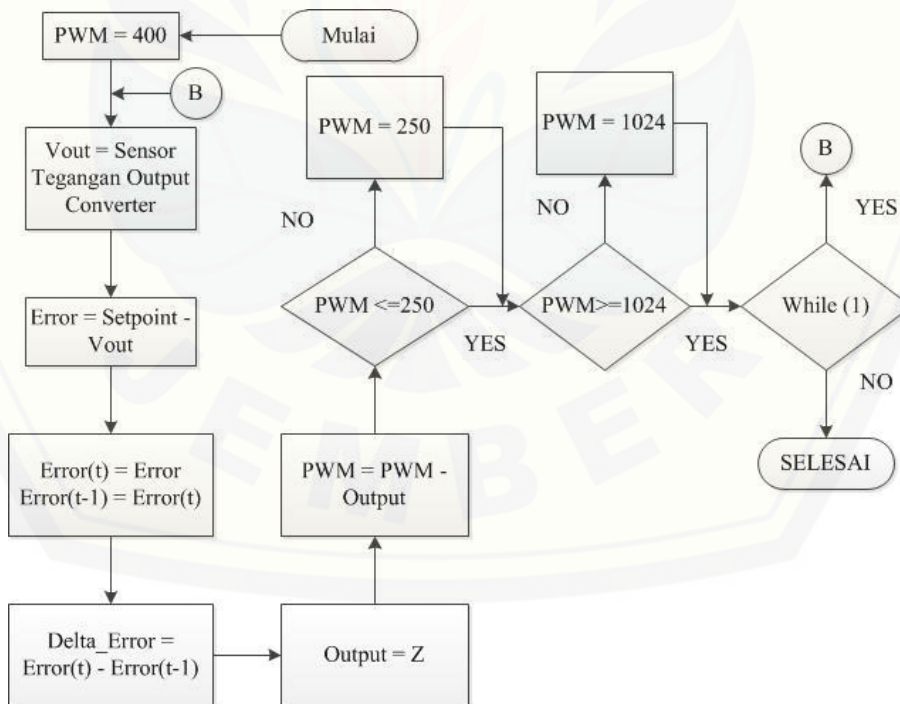 Mulai
PWM = 400
B
Vout = Sensor
Tegangan Output
Converter
Error = Setpoint -
Vout
Error(t) = Error
Error(t-1) = Error(t)
Delta_Error =
Error(t) - Error(t-1)
Output = Z
PWM = PWM -
Output
PWM <=250
NO
PWM = 250
YES
PWM>=1024
NO
PWM = 1024
YES
While (1)
YES
B
NO
SELESAI
JEMBER